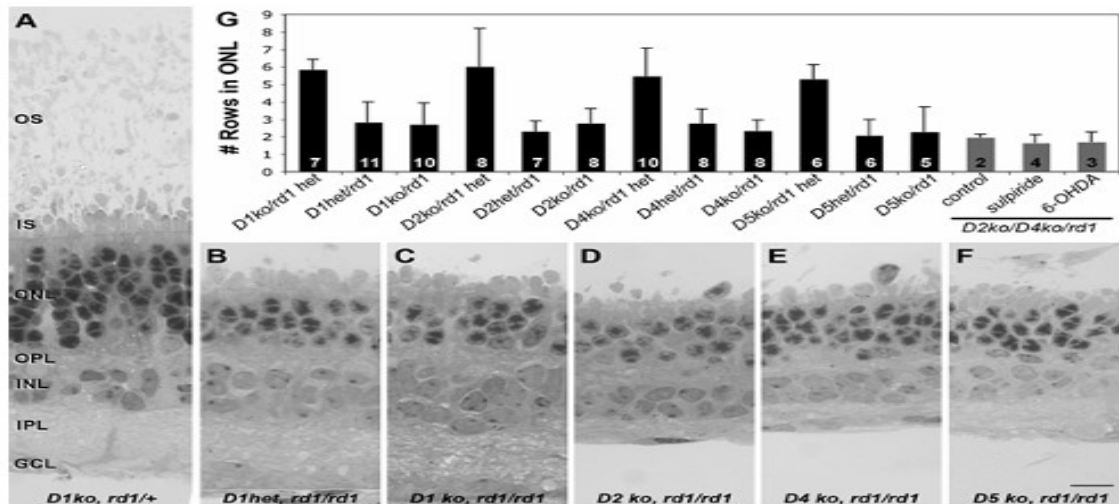 A
OS
IS
ONL
OPL
INL
IPL
GCL
D1ko, rd1/+
G
# Rows in ONL
9
8
7
6
5
4
3
2
1
0
7
11
10
8
7
8
10
8
8
6
6
5
2
4
3
D1ko/rd1 het
D1het/rd1
D1ko/rd1
D2ko/rd1 het
D2het/rd1
D2ko/rd1
D4ko/rd1 het
D4het/rd1
D4ko/rd1
D5ko/rd1 het
D5het/rd1
D5ko/rd1
control
sulpiride
6-OHDA
D2ko/D4ko/rd1
B
D1het, rd1/rd1
C
D1 ko, rd1/rd1
D
D2 ko, rd1/rd1
E
D4 ko, rd1/rd1
F
D5 ko, rd1/rd1